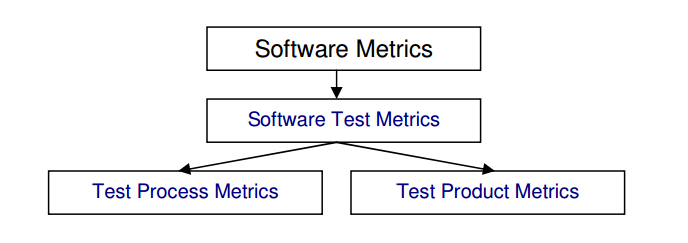 Software Metrics
Software Test Metrics
Test Process Metrics
Test Product Metrics